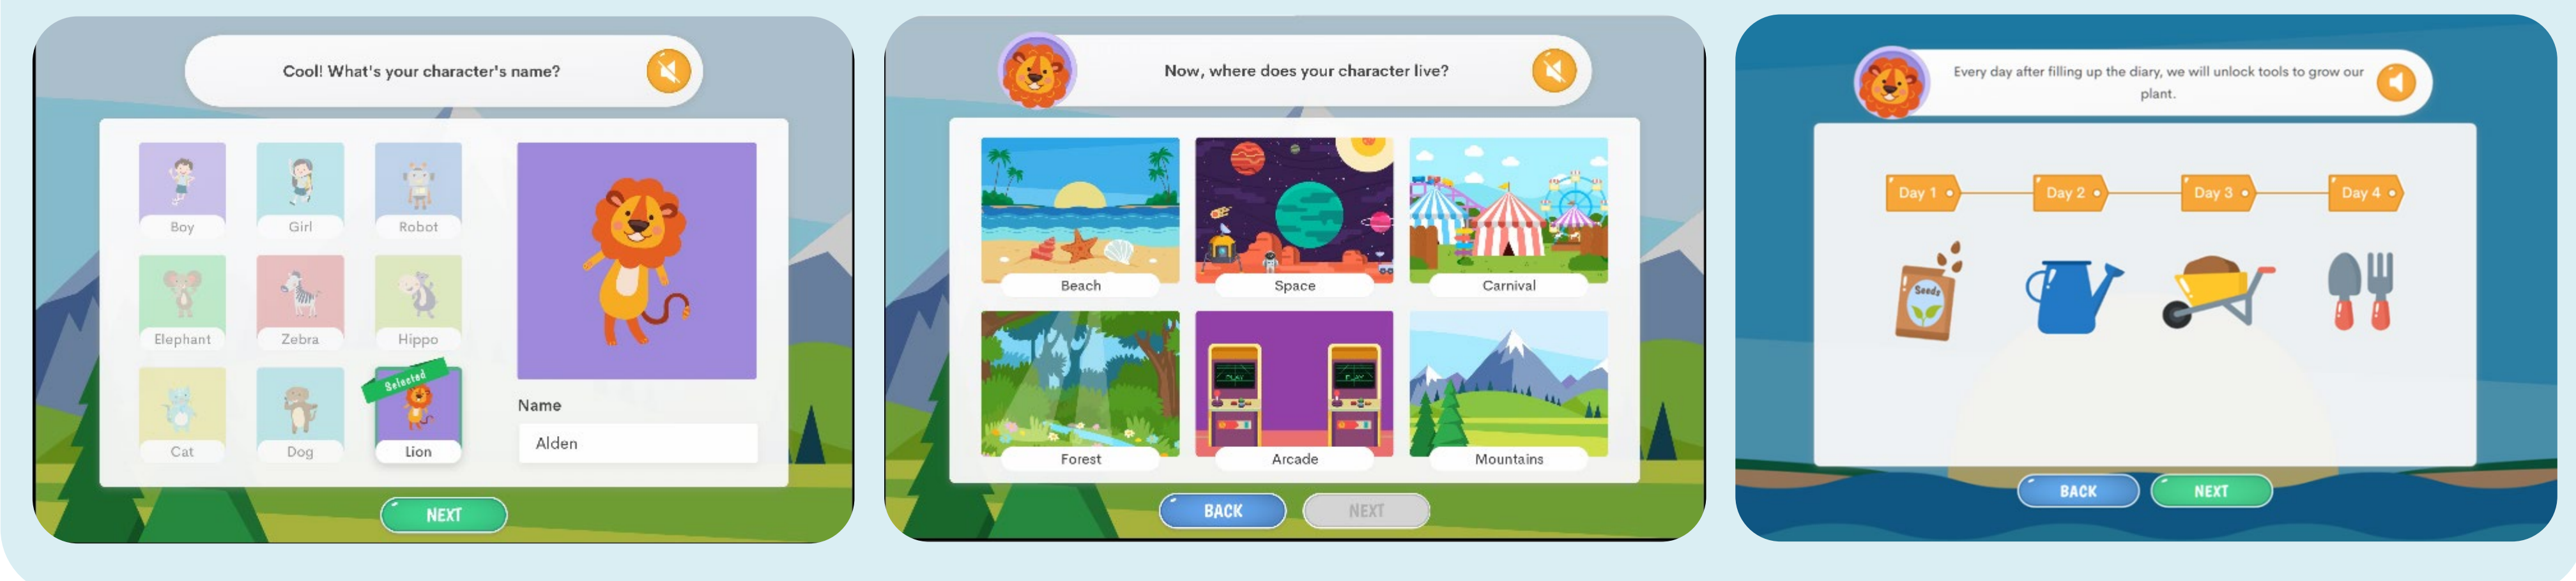 Cool! What's your character's name?
Boy
Girl
Robot
Elephant
Zebra
Hippo
Selected
Cat
Dog
Lion
Name
Alden
NEXT
Now, where does your character live?
Beach
Space
Carnival
PLAY
PLAY
Forest
Arcade
Mountains
BACK
NEXT
Every day after filling up the diary, we will unlock tools to grow our
plant.
Day 1
Day 2
Day 3
Day 4
Seeds
BACK
NEXT